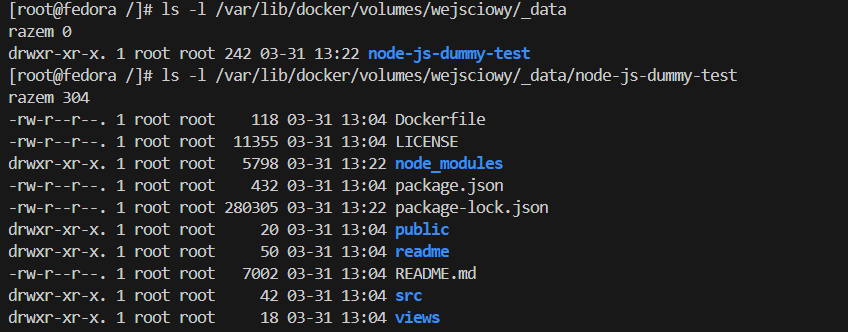 [root@fedora /]# ls -l /var/lib/docker/volumes/wejsciowy/_data
razem 0
drwxr-xr-x. 1 root root 242 03-31 13:22 node-js-dummy-test
[root@fedora /]# ls -l /var/lib/docker/volumes/wejsciowy/_data/node-js-dummy-test
razem 304
-rw-r--r--. 1 root root    118 03-31 13:04 Dockerfile
-rw-r--r--. 1 root root  11355 03-31 13:04 LICENSE
drwxr-xr-x. 1 root root   5798 03-31 13:22 node_modules
-rw-r--r--. 1 root root    432 03-31 13:04 package.json
-rw-r--r--. 1 root root 280305 03-31 13:22 package-lock.json
drwxr-xr-x. 1 root root     20 03-31 13:04 public
drwxr-xr-x. 1 root root     50 03-31 13:04 readme
-rw-r--r--. 1 root root   7002 03-31 13:04 README.md
drwxr-xr-x. 1 root root     42 03-31 13:04 src
drwxr-xr-x. 1 root root     18 03-31 13:04 views